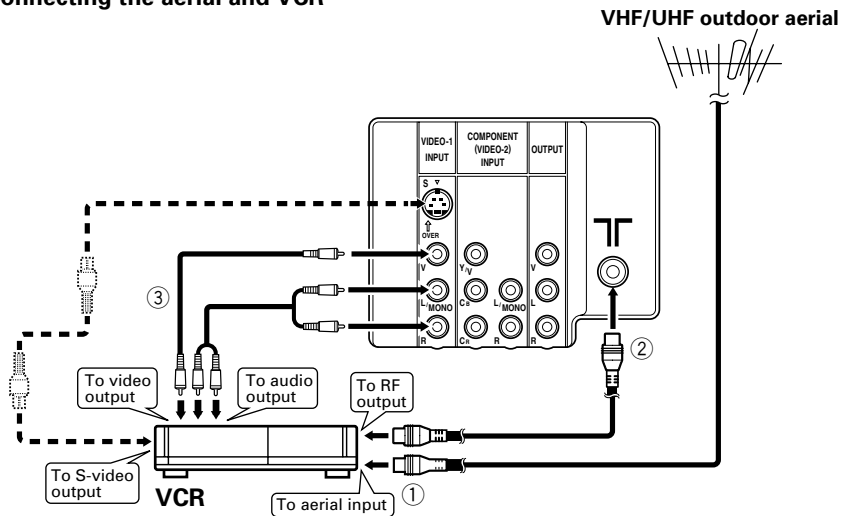 onnecting the aerial and VCR
VHF/UHF outdoor aerial
VIDEO-1
INPUT
COMPONENT
(VIDEO-2)
INPUT
OUTPUT
S
OVER
V
Y/V
V
L/MONO
CB
L/MONO
L
R
CR
R
R
③
②
To video
output
To audio
output
To RF
output
To S-video
output
VCR
To aerial input
①